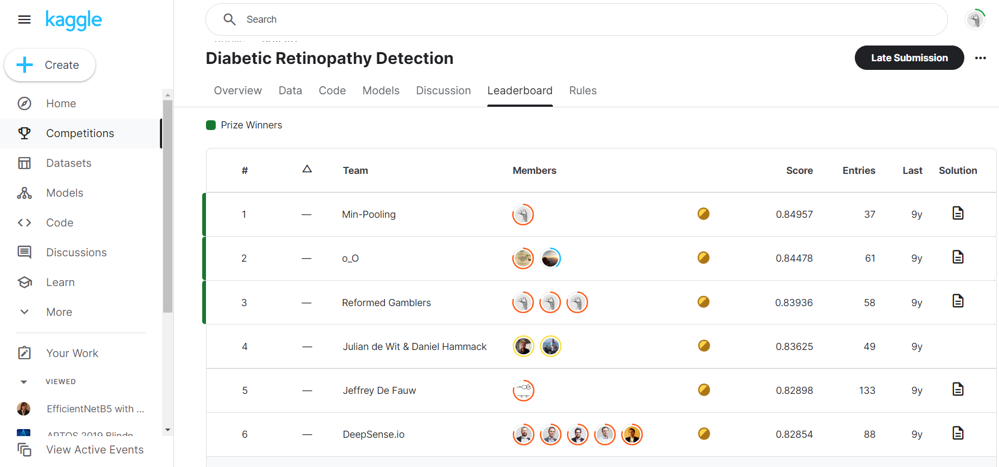 kaggle
Search
Create
Home
Competitions
Datasets
Models
Code
Discussions
Learn
More
Your Work
VIEWED
EfficientNetB5 with ...
APTOS 2019 Blindn
View Active Events
Diabetic Retinopathy Detection
Late Submission
Overview Data Code Models Discussion Leaderboard Rules
Prize Winners
# △ Team Members Score Entries Last Solution
1 — Min-Pooling 0.84957 37 9y
2 — o_O 0.84478 61 9y
3 — Reformed Gamblers 0.83936 58 9y
4 — Julian de Wit & Daniel Hammack 0.83625 49 9y
5 — Jeffrey De Fauw 0.82898 133 9y
6 — DeepSense.io 0.82854 88 9y